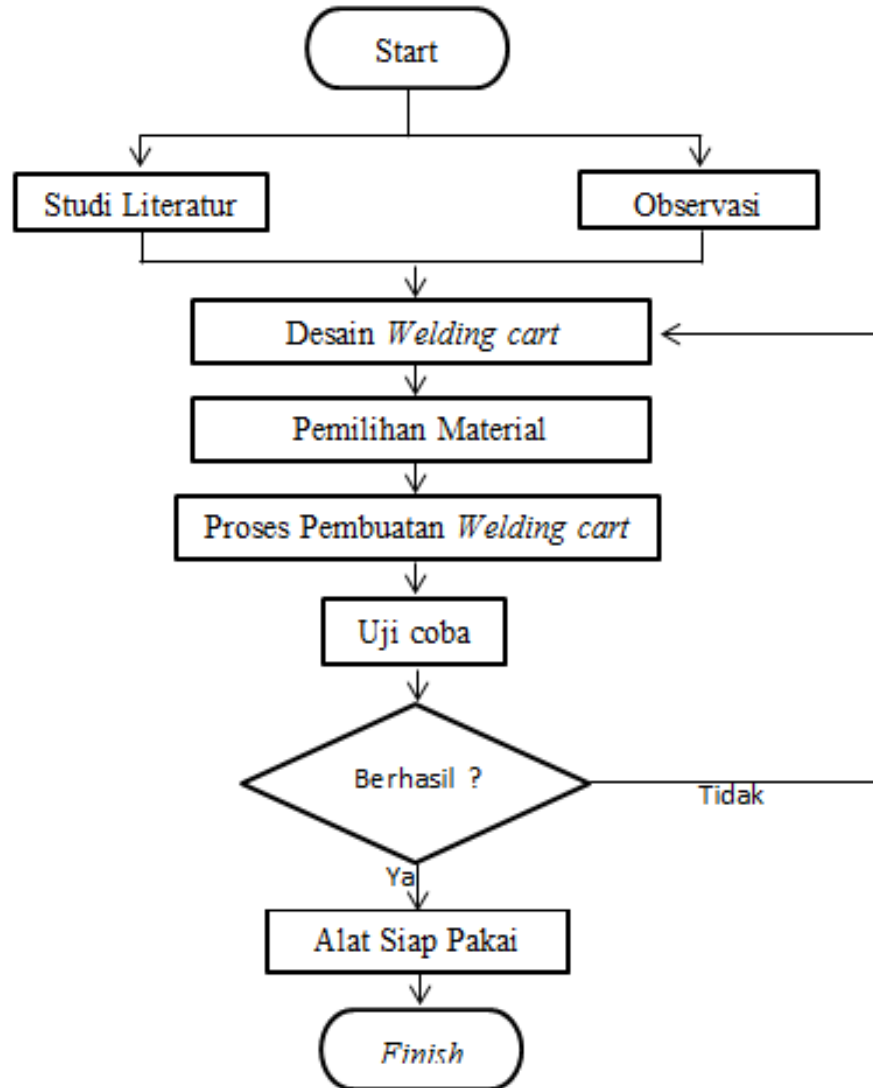 Start
Studi Literatur
Observasi
Desain Welding cart
Pemilihan Material
Proses Pembuatan Welding cart
Uji coba
Berhasil ?
Tidak
Ya
Alat Siap Pakai
Finish